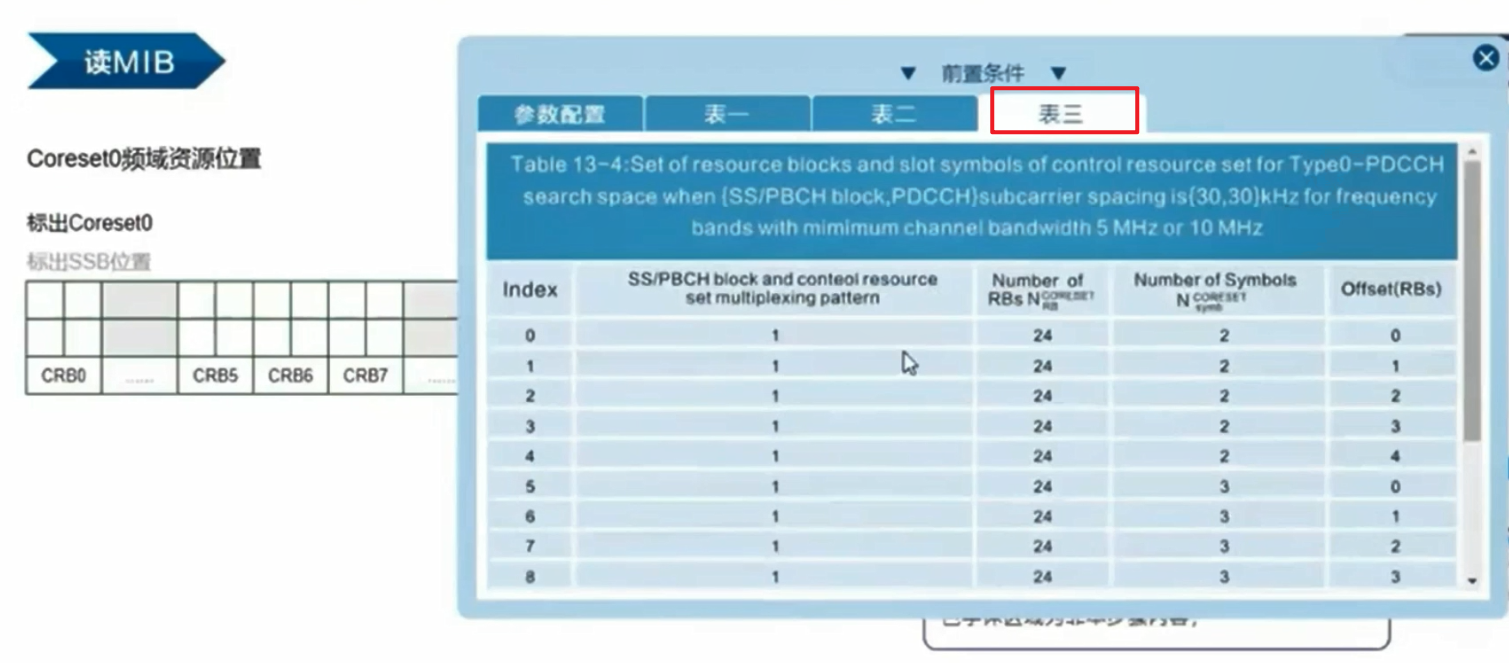 读MIB
Coreset0频域资源位置
标出Coreset0
标出SSB位置
CRB0 ...... CRB5 CRB6 CRB7 ......
▼ 前置条件 ▼
参数配置 表一 表二 表三
Table 13-4:Set of resource blocks and slot symbols of control resource set for Type0-PDCCH
search space when {SS/PBCH block,PDCCH}subcarrier spacing is{30,30}kHz for frequency
bands with mimimum channel bandwidth 5 MHz or 10 MHz
Index SS/PBCH block and conteol resource set multiplexing pattern Number of RBs N CORESET RB Number of Symbols N CORESET symb Offset(RBs)
0 1 24 2 0
1 1 24 2 1
2 1 24 2 2
3 1 24 2 3
4 1 24 2 4
5 1 24 3 0
6 1 24 3 1
7 1 24 3 2
8 1 24 3 3